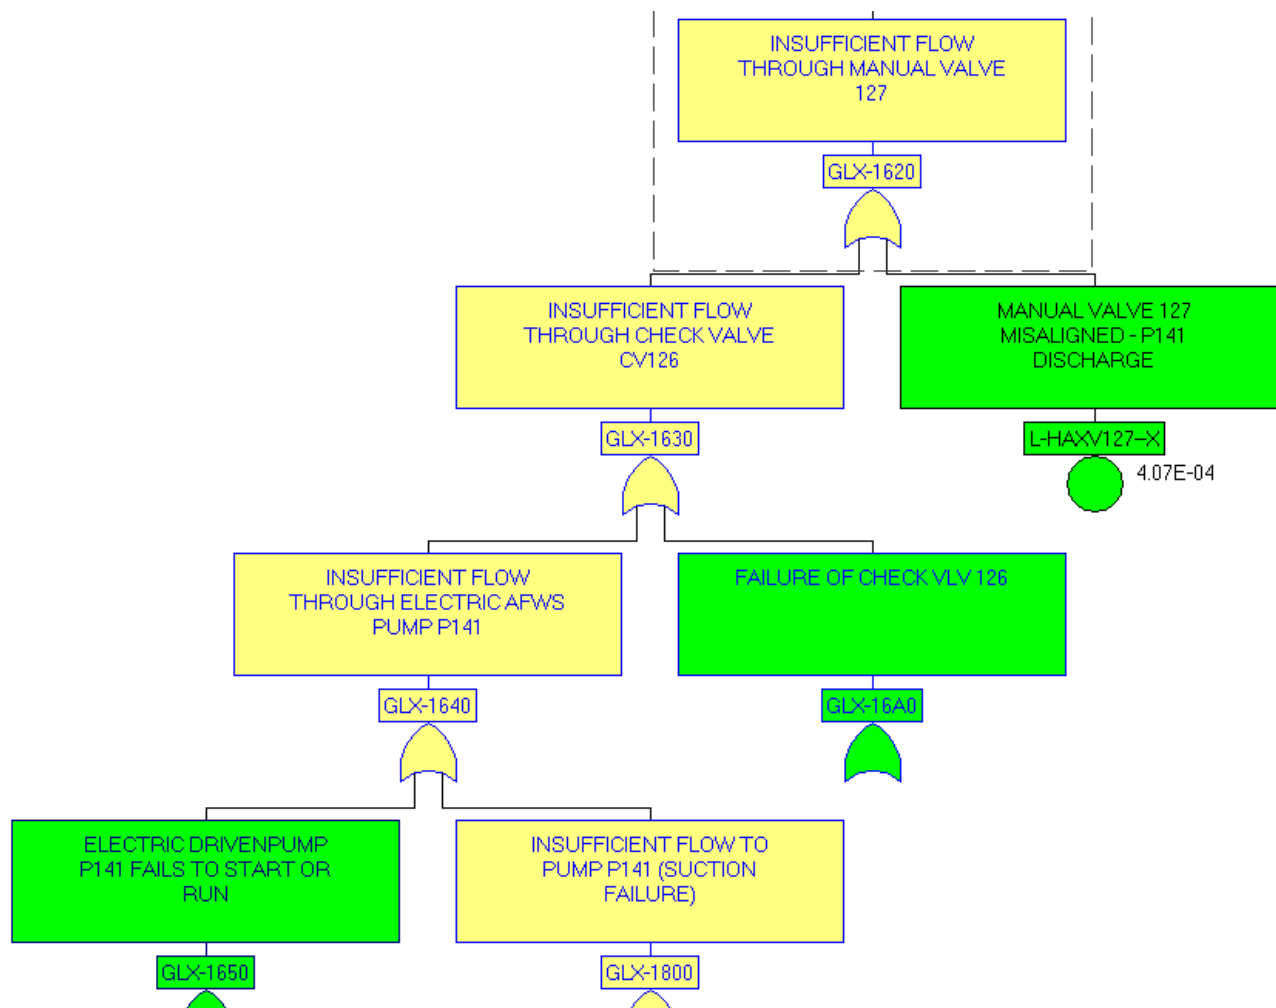 INSUFFICIENT FLOW
THROUGH MANUAL VALVE
127
GLX-1620
INSUFFICIENT FLOW
THROUGH CHECK VALVE
CV126
GLX-1630
MANUAL VALVE 127
MISALIGNED - P141
DISCHARGE
L-HAXV127--X
4.07E-04
INSUFFICIENT FLOW
THROUGH ELECTRIC AFWS
PUMP P141
GLX-1640
FAILURE OF CHECK VLV 126
GLX-16A0
ELECTRIC DRIVENPUMP
P141 FAILS TO START OR
RUN
GLX-1650
INSUFFICIENT FLOW TO
PUMP P141 (SUCTION
FAILURE)
GLX-1800